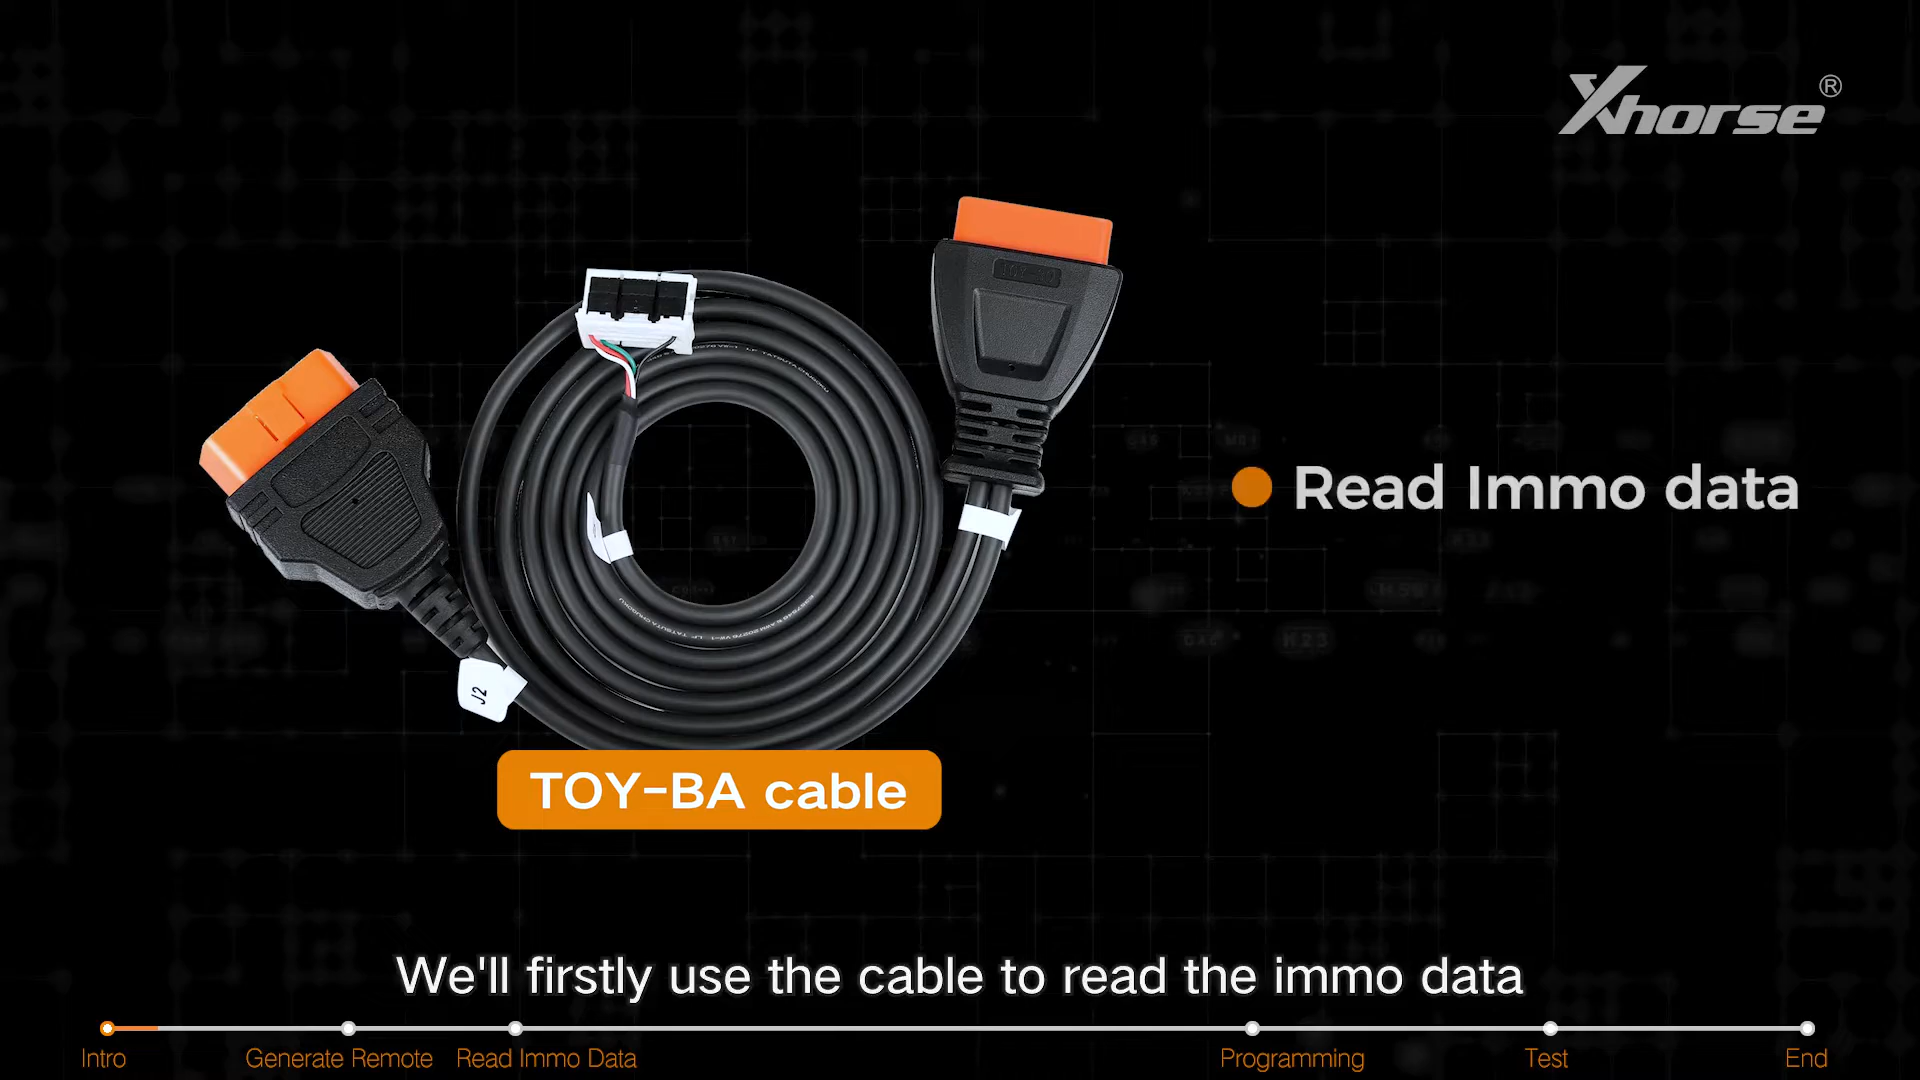 Xhorse®
Read Immo data
J2
TOY-BA cable
We'll firstly use the cable to read the immo data
Intro
Generate Remote
Read Immo Data
Programming
Test
End